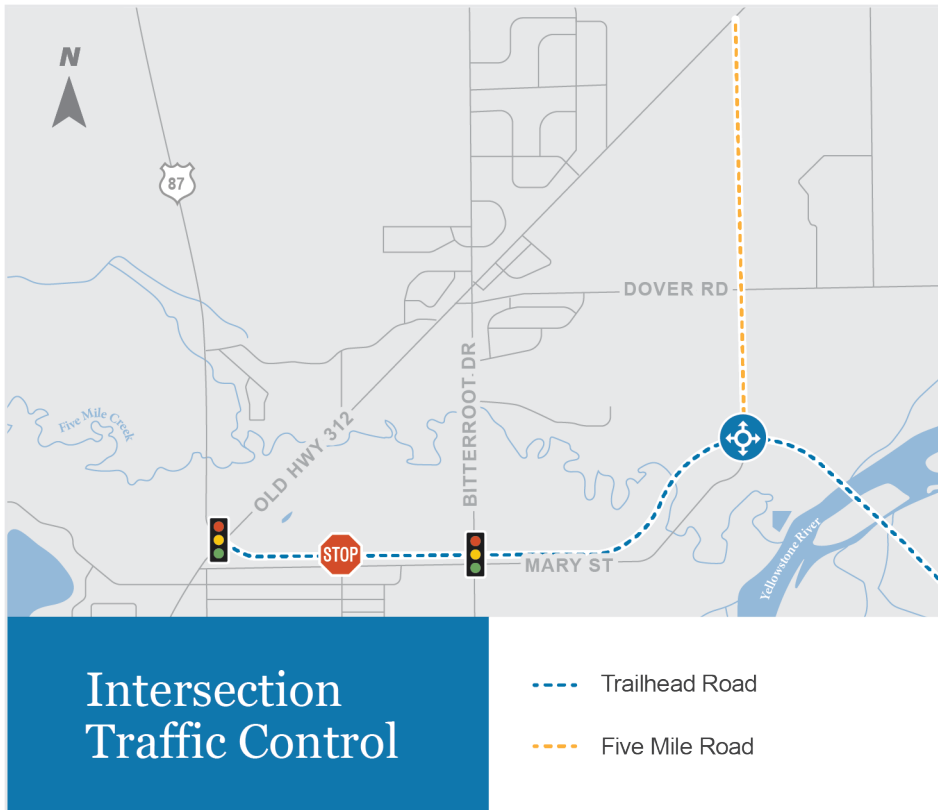 N
87
DOVER RD
BITTERROOT DR
Five Mile Creek
OLD HWY 312
STOP
MARY ST
Yellowstone River
Intersection
Traffic Control
Trailhead Road
Five Mile Road